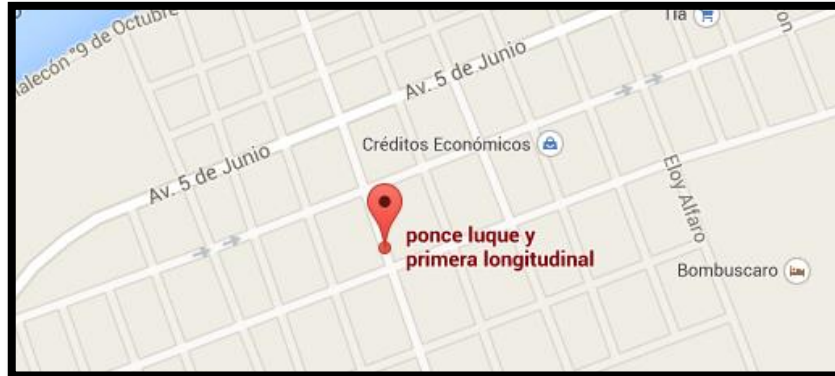 Tía
on
alecón "9 de Octubre
Av. 5 de Junio
Créditos Económicos
Av. 5 de Junio
Eloy Alfaro
ponce luque y
primera longitudinal
Bombuscaro